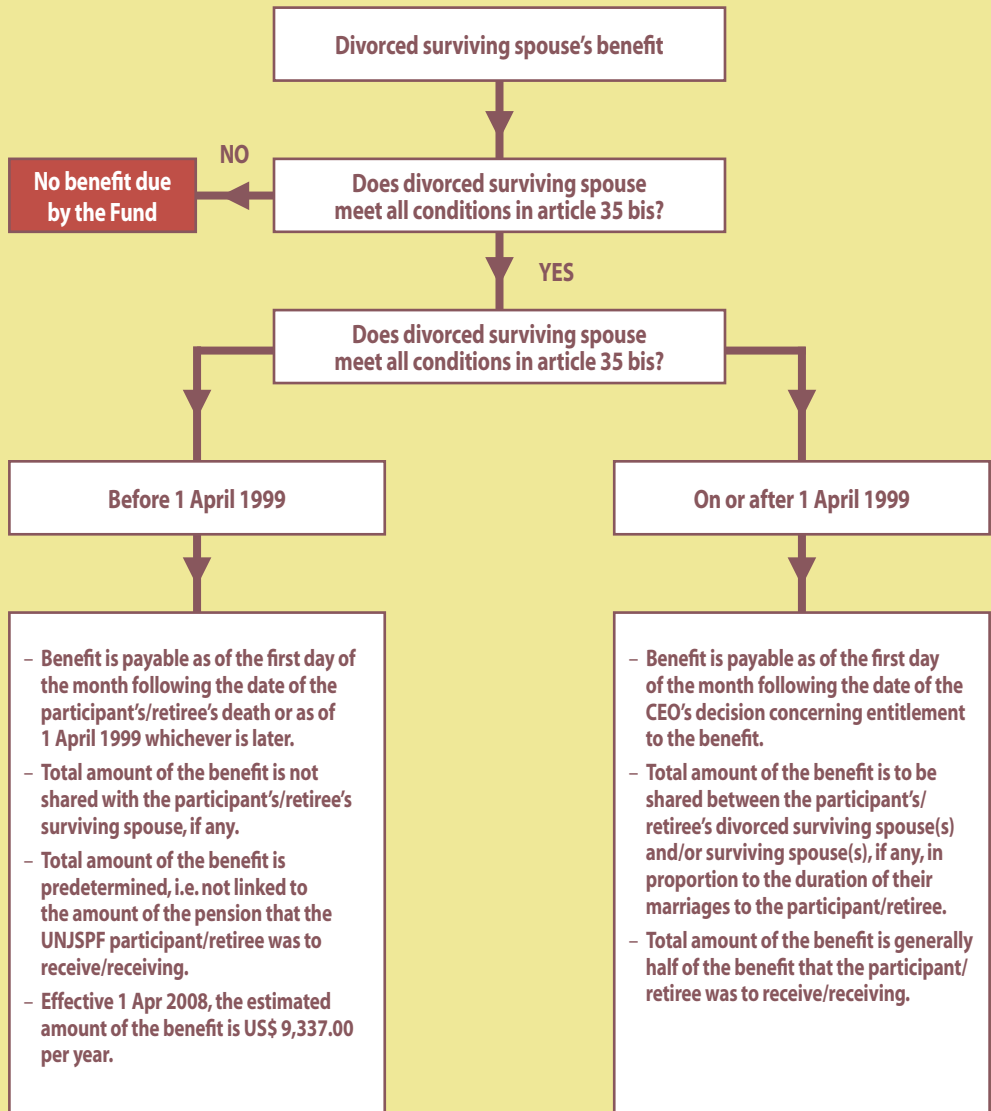 Divorced surviving spouse's benefit
NO
No benefit due
by the Fund
Does divorced surviving spouse
meet all conditions in article 35 bis?
YES
Does divorced surviving spouse
meet all conditions in article 35 bis?
Before 1 April 1999
– Benefit is payable as of the first day of
the month following the date of the
participant's/retiree's death or as of
1 April 1999 whichever is later.
– Total amount of the benefit is not
shared with the participant's/retiree's
surviving spouse, if any.
– Total amount of the benefit is
predetermined, i.e. not linked to
the amount of the pension that the
UNJSPF participant/retiree was to
receive/receiving.
– Effective 1 Apr 2008, the estimated
amount of the benefit is US$ 9,337.00
per year.
On or after 1 April 1999
– Benefit is payable as of the first day
of the month following the date of the
CEO's decision concerning entitlement
to the benefit.
– Total amount of the benefit is to be
shared between the participant's/
retiree's divorced surviving spouse(s)
and/or surviving spouse(s), if any, in
proportion to the duration of their
marriages to the participant/retiree.
– Total amount of the benefit is generally
half of the benefit that the participant/
retiree was to receive/receiving.